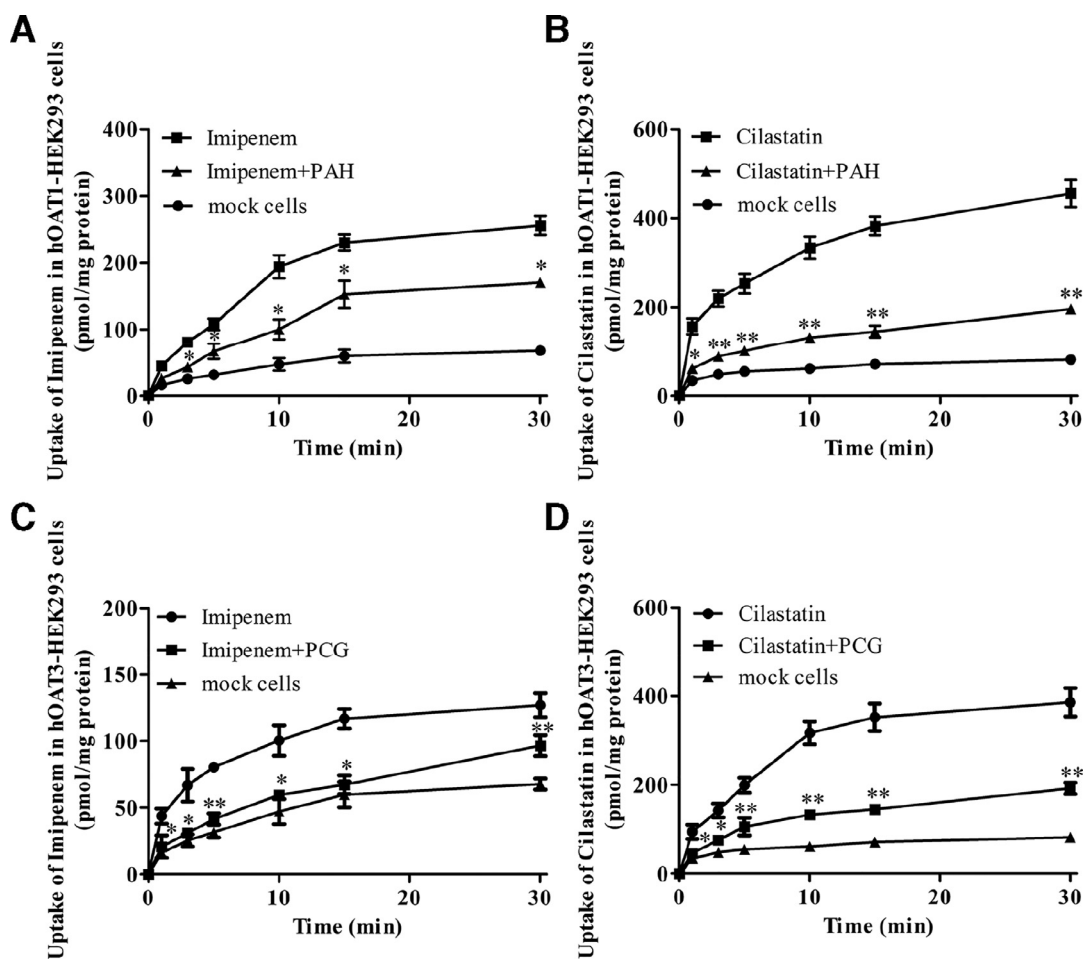 A
Uptake of Imipenem in hOAT1-HEK293 cells
(pmol/mg protein)
400
300
200
100
0
Imipenem
Imipenem+PAH
mock cells
*
*
*
*
*
0
10
20
30
Time (min)
B
Uptake of Cilastatin in hOAT1-HEK293 cells
(pmol/mg protein)
600
400
200
0
Cilastatin
Cilastatin+PAH
mock cells
*
**
**
**
**
**
0
10
20
30
Time (min)
C
Uptake of Imipenem in hOAT3-HEK293 cells
(pmol/mg protein)
200
150
100
50
0
Imipenem
Imipenem+PCG
mock cells
*
*
**
*
*
**
0
10
20
30
Time (min)
D
Uptake of Cilastatin in hOAT3-HEK293 cells
(pmol/mg protein)
600
400
200
0
Cilastatin
Cilastatin+PCG
mock cells
*
*
**
**
**
**
0
10
20
30
Time (min)